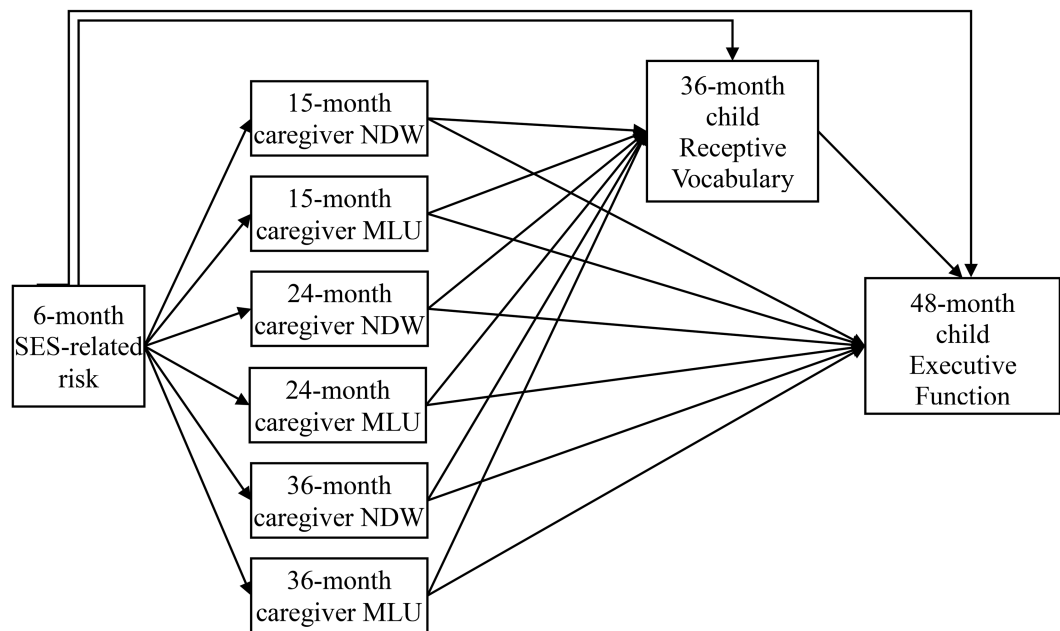 6-month
SES-related
risk
15-month
caregiver NDW
15-month
caregiver MLU
24-month
caregiver NDW
24-month
caregiver MLU
36-month
caregiver NDW
36-month
caregiver MLU
36-month
child
Receptive
Vocabulary
48-month
child
Executive
Function